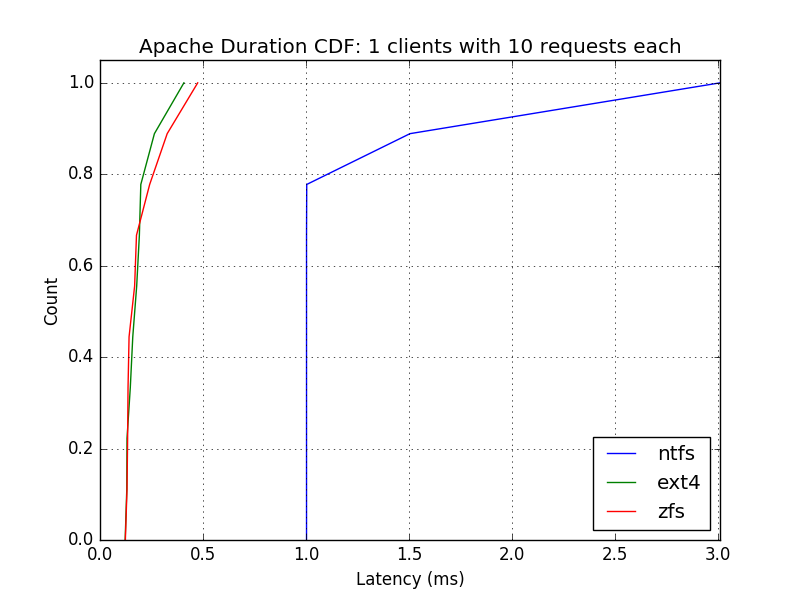 Apache Duration CDF: 1 clients with 10 requests each
1.0
0.8
0.6
0.4
0.2
0.0
Count
ntfs
ext4
zfs
0.0 0.5 1.0 1.5 2.0 2.5 3.0
Latency (ms)